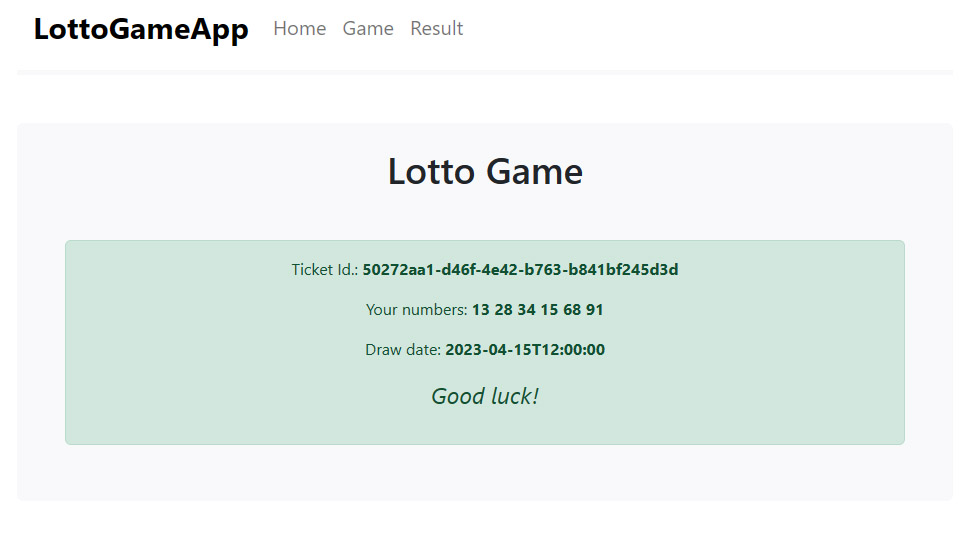 LottoGameApp Home Game Result
Lotto Game
Ticket Id.: 50272aa1-d46f-4e42-b763-b841bf245d3d
Your numbers: 13 28 34 15 68 91
Draw date: 2023-04-15T12:00:00
Good luck!